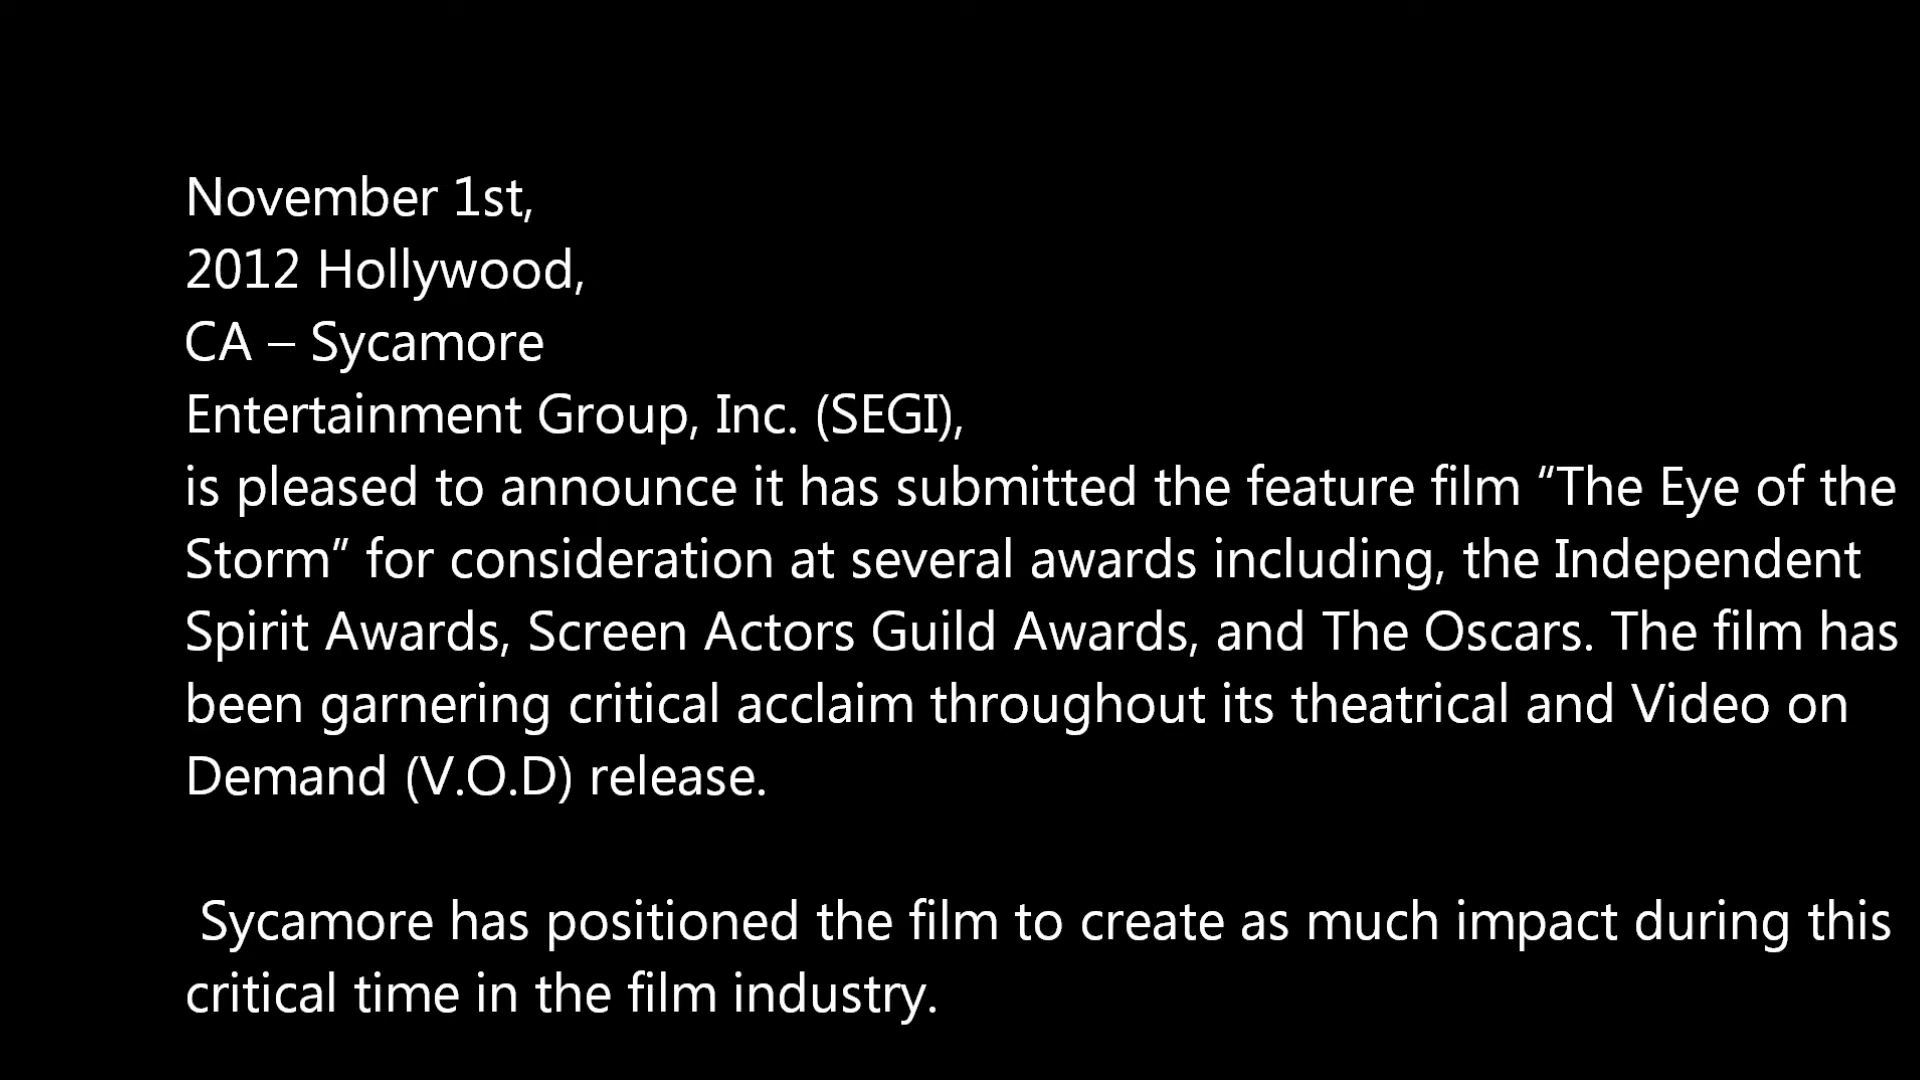 November 1st,
2012 Hollywood,
CA – Sycamore
Entertainment Group, Inc. (SEGI),
is pleased to announce it has submitted the feature film “The Eye of the
Storm” for consideration at several awards including, the Independent
Spirit Awards, Screen Actors Guild Awards, and The Oscars. The film has
been garnering critical acclaim throughout its theatrical and Video on
Demand (V.O.D) release.
Sycamore has positioned the film to create as much impact during this
critical time in the film industry.